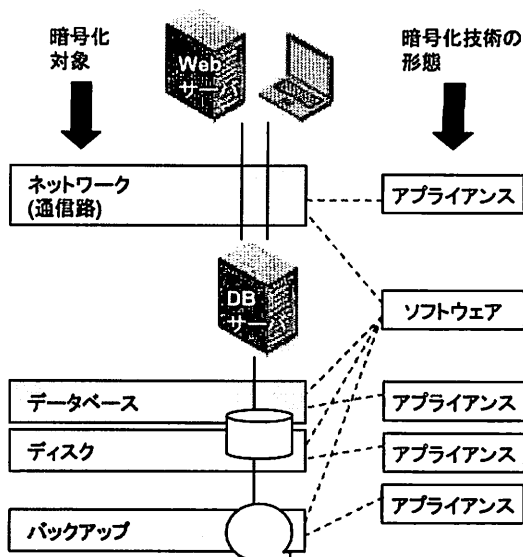 暗号化
対象
Web
サーバ
暗号化技術の
形態
ネットワーク
(通信路)
アプライアンス
DB
サーバ
ソフトウェア
データベース
アプライアンス
ディスク
アプライアンス
アプライアンス
バックアップ